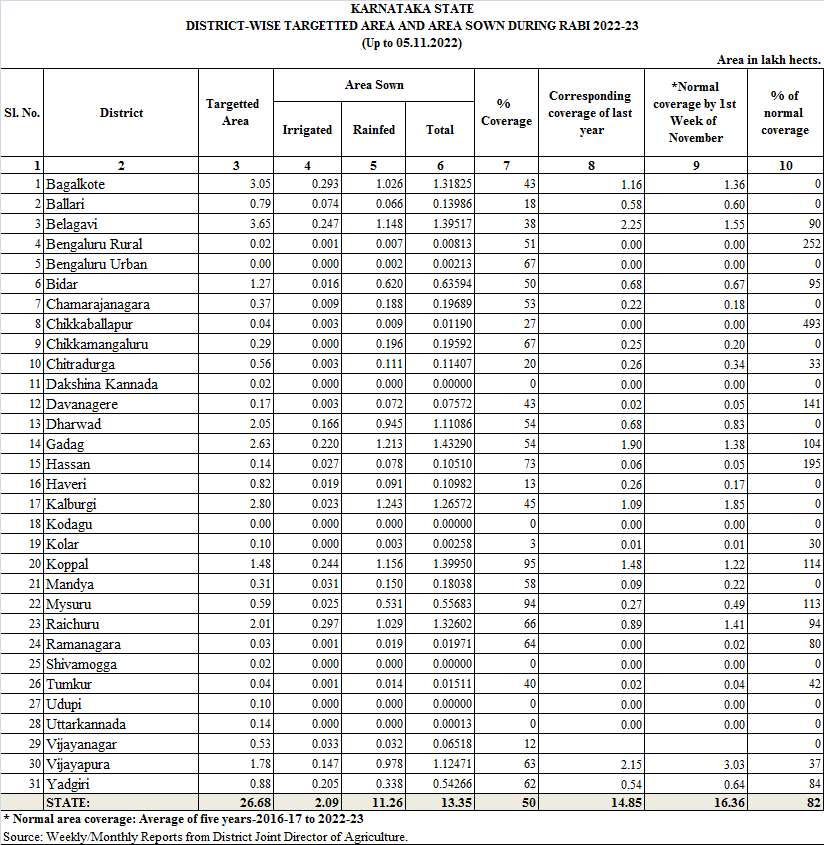 KARNATAKA STATE
DISTRICT-WISE TARGETTED AREA AND AREA SOWN DURING RABI 2022-23
(Up to 05.11.2022)
Area in lakh hects.
Sl. No. District Targetted Area Area Sown % Coverage Corresponding coverage of last year *Normal coverage by 1st Week of November % of normal coverage
Irrigated Rainfed Total
1 2 3 4 5 6 7 8 9 10
1 Bagalkote 3.05 0.293 1.026 1.31825 43 1.16 1.36 0
2 Ballari 0.79 0.074 0.066 0.13986 18 0.58 0.60 0
3 Belagavi 3.65 0.247 1.148 1.39517 38 2.25 1.55 90
4 Bengaluru Rural 0.02 0.001 0.007 0.00813 51 0.00 0.00 252
5 Bengaluru Urban 0.00 0.000 0.002 0.00213 67 0.00 0.00 0
6 Bidar 1.27 0.016 0.620 0.63594 50 0.68 0.67 95
7 Chamarajanagara 0.37 0.009 0.188 0.19689 53 0.22 0.18 0
8 Chikkaballapur 0.04 0.003 0.009 0.01190 27 0.00 0.00 493
9 Chikkamangaluru 0.29 0.000 0.196 0.19592 67 0.25 0.20 0
10 Chitradurga 0.56 0.003 0.111 0.11407 20 0.26 0.34 33
11 Dakshina Kannada 0.02 0.000 0.000 0.00000 0 0.00 0.00 0
12 Davanagere 0.17 0.003 0.072 0.07572 43 0.02 0.05 141
13 Dharwad 2.05 0.166 0.945 1.11086 54 0.68 0.83 0
14 Gadag 2.63 0.220 1.213 1.43290 54 1.90 1.38 104
15 Hassan 0.14 0.027 0.078 0.10510 73 0.06 0.05 195
16 Haveri 0.82 0.019 0.091 0.10982 13 0.26 0.17 0
17 Kalburgi 2.80 0.023 1.243 1.26572 45 1.09 1.85 0
18 Kodagu 0.00 0.000 0.000 0.00000 0 0.00 0.00 0
19 Kolar 0.10 0.000 0.003 0.00258 3 0.01 0.01 30
20 Koppal 1.48 0.244 1.156 1.39950 95 1.48 1.22 114
21 Mandya 0.31 0.031 0.150 0.18038 58 0.09 0.22 0
22 Mysuru 0.59 0.025 0.531 0.55683 94 0.27 0.49 113
23 Raichuru 2.01 0.297 1.029 1.32602 66 0.89 1.41 94
24 Ramanagara 0.03 0.001 0.019 0.01971 64 0.00 0.02 80
25 Shivamogga 0.02 0.000 0.000 0.00000 0 0.00 0.00 0
26 Tumkur 0.04 0.001 0.014 0.01511 40 0.02 0.04 42
27 Udupi 0.10 0.000 0.000 0.00000 0 0.00 0.00 0
28 Uttarkannada 0.14 0.000 0.000 0.00013 0 0.00 0.00 0
29 Vijayanagar 0.53 0.033 0.032 0.06518 12 0
30 Vijayapura 1.78 0.147 0.978 1.12471 63 2.15 3.03 37
31 Yadgiri 0.88 0.205 0.338 0.54266 62 0.54 0.64 84
STATE: 26.68 2.09 11.26 13.35 50 14.85 16.36 82
* Normal area coverage: Average of five years-2016-17 to 2022-23
Source: Weekly/Monthly Reports from District Joint Director of Agriculture.